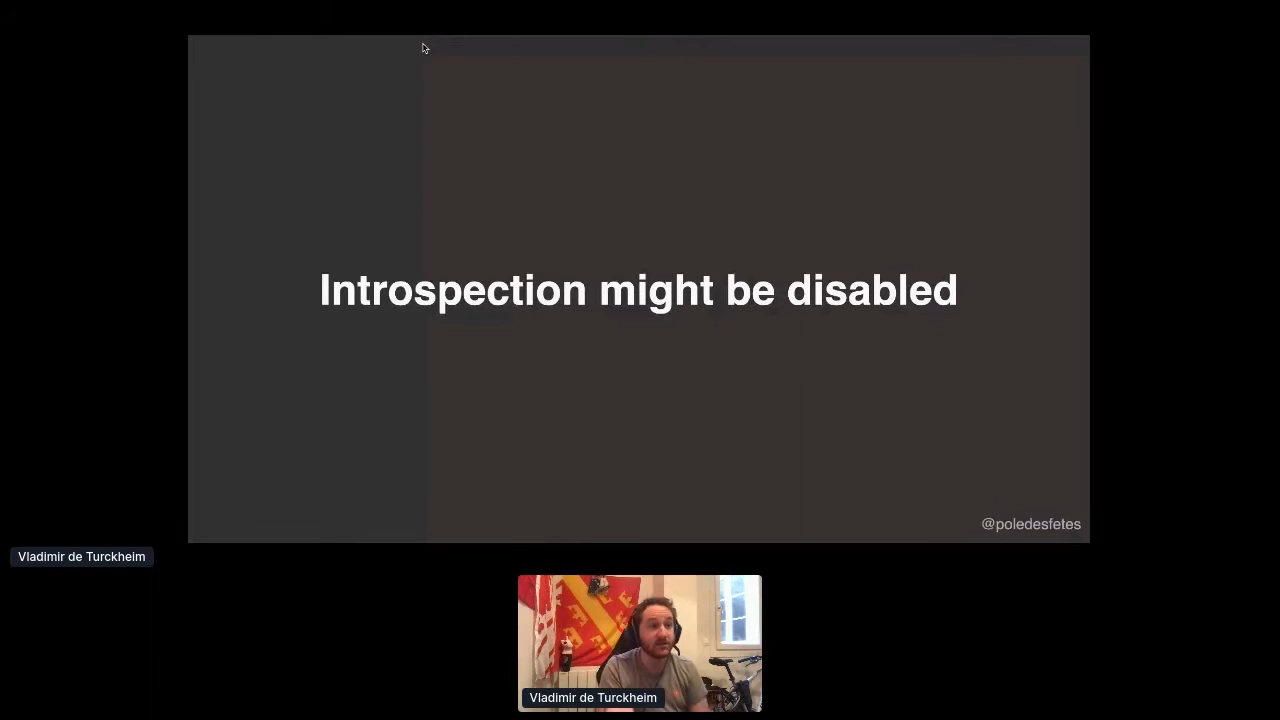 Introspection might be disabled
@poledesfetes
Vladimir de Turckheim
Vladimir de Turckheim